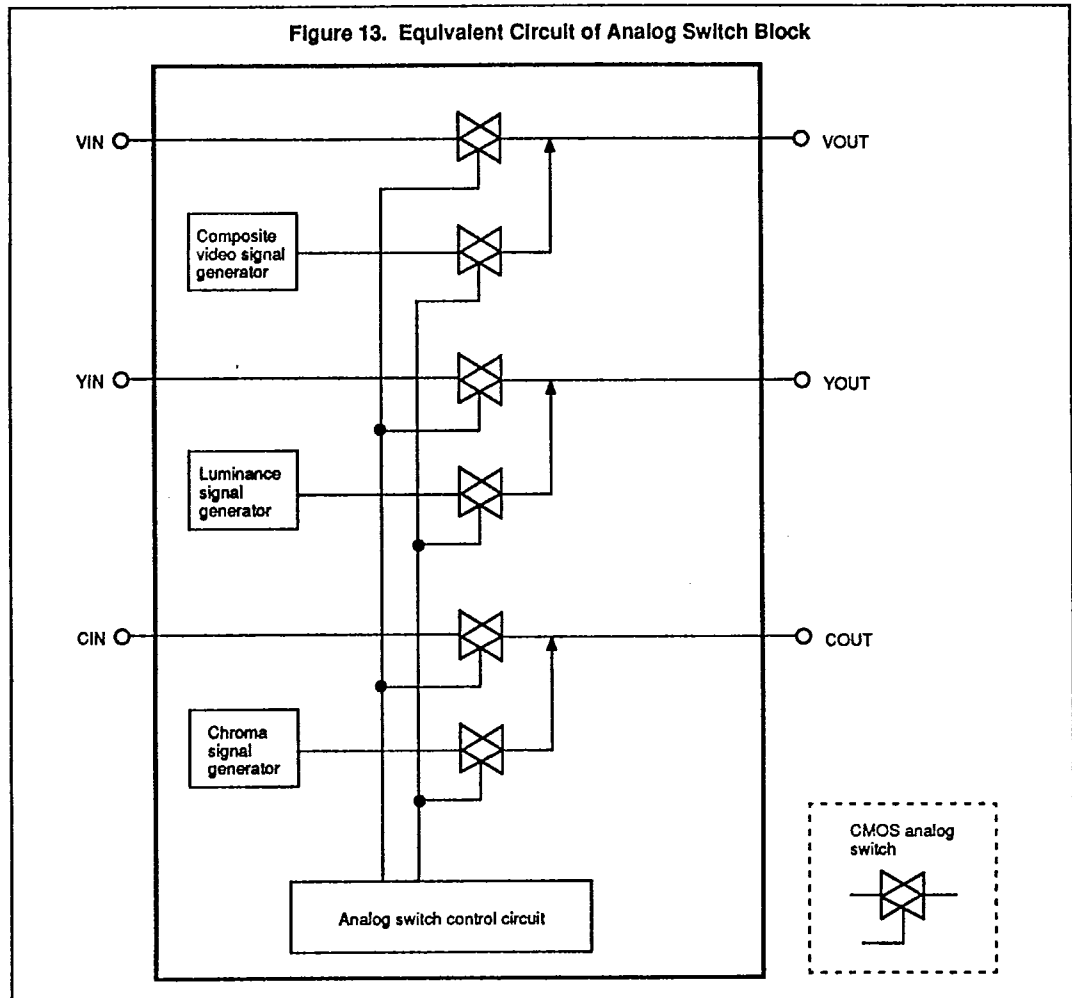 Figure 13. Equivalent Circuit of Analog Switch Block
VIN
VOUT
Composite
video signal
generator
YIN
YOUT
Luminance
signal
generator
CIN
COUT
Chroma
signal
generator
CMOS analog
switch
Analog switch control circuit